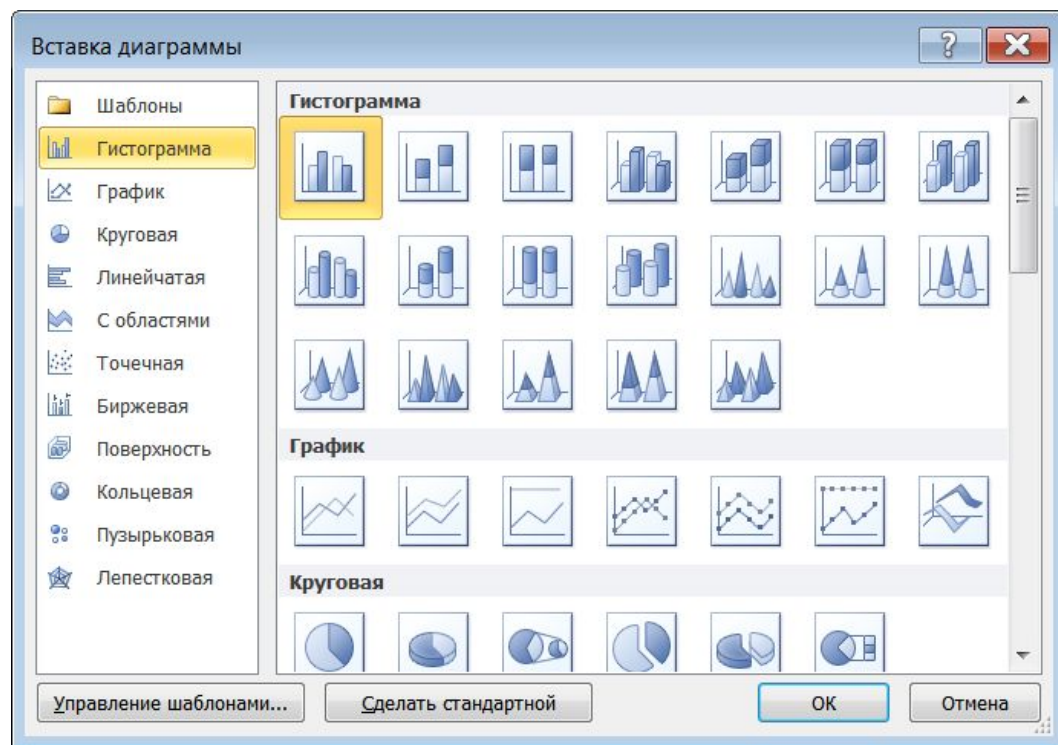 Вставка диаграммы
Шаблоны
Гистограмма
График
Круговая
Линейчатая
С областями
Точечная
Биржевая
Поверхность
Кольцевая
Пузырьковая
Лепестковая
Гистограмма
График
Круговая
Управление шаблонами...
Сделать стандартной
ОК
Отмена